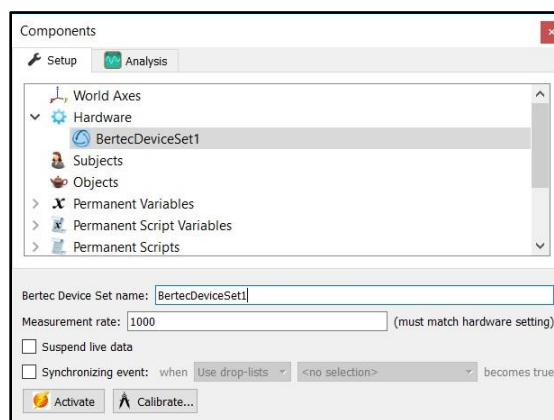 Components
Setup Analysis
World Axes
Hardware
BertecDeviceSet1
Subjects
Objects
Permanent Variables
Permanent Script Variables
Permanent Scripts
Bertec Device Set name: BertecDeviceSet1
Measurement rate: 1000 (must match hardware setting)
Suspend live data
Synchronizing event: when Use drop-lists <no selection> becomes true
Activate Calibrate...